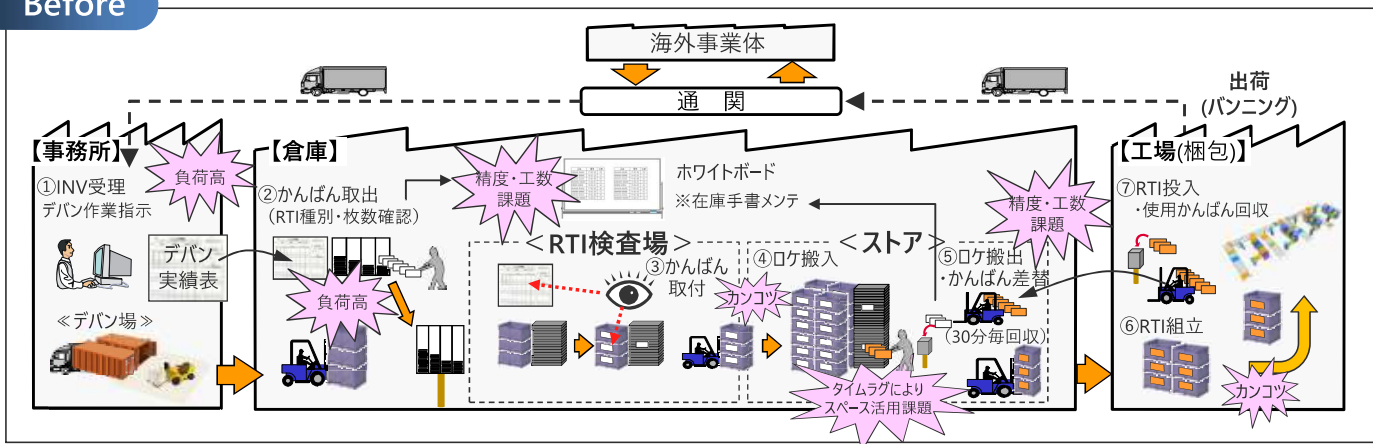 Before
海外事業体
通 関
出荷
(バンニング)
【事務所】
負荷高
①INV受理
デバン作業指示
デバン
実績表
≪デバン場≫
【倉庫】
②かんばん取出
(RTI種別・枚数確認)
負荷高
精度・工数
課題
ホワイトボード
※在庫手書メンテ
<RTI検査場>
③かんばん
取付
<ストア>
④ロケ搬入
カンコツ
⑤ロケ搬出
・かんばん差替
(30分毎回収)
精度・工数
課題
タイムラグにより
スペース活用課題
【工場(梱包)】
⑦RTI投入
・使用かんばん回収
⑥RTI組立
カンコツ